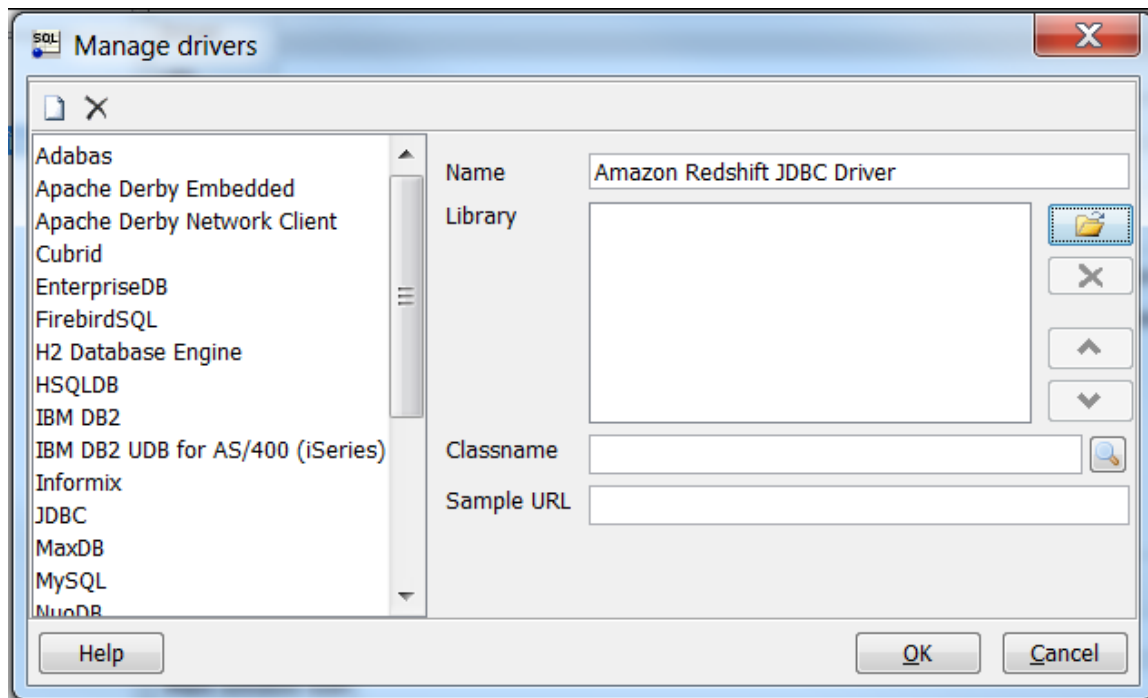 SQL
Manage drivers
Adabas
Apache Derby Embedded
Apache Derby Network Client
Cubrid
EnterpriseDB
FirebirdSQL
H2 Database Engine
HSQLDB
IBM DB2
IBM DB2 UDB for AS/400 (iSeries)
Informix
JDBC
MaxDB
MySQL
NuoDB
Name Amazon Redshift JDBC Driver
Library
Classname
Sample URL
Help OK Cancel